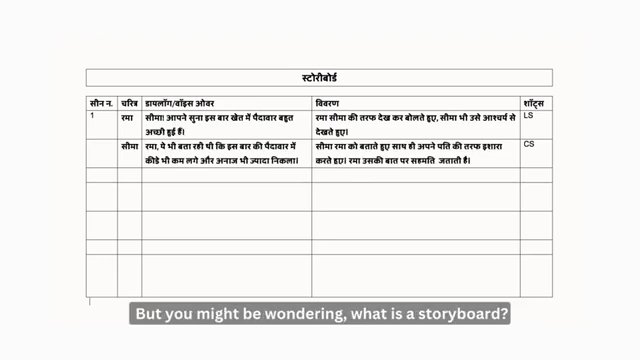 स्टोरीबोर्ड
सीन न. चरित्र डायलॉग/वॉइस ओवर विवरण शॉट्स
1 रमा सीमा! आपने सुना इस बार खेत में पैदावार बहुत अच्छी हुई हैं। रमा सीमा की तरफ देख कर बोलते हुए, सीमा भी उसे आश्चर्य से देखते हुए। LS
सीमा रमा, ये भी बता रही थी कि इस बार की पैदावार में कीड़े भी कम लगे और अनाज भी ज़्यादा निकला। सीमा रमा को बताते हुए साथ ही अपने पति की तरफ इशारा करते हुए। रमा उसकी बात पर सहमति जताती है। CS
But you might be wondering, what is a storyboard?